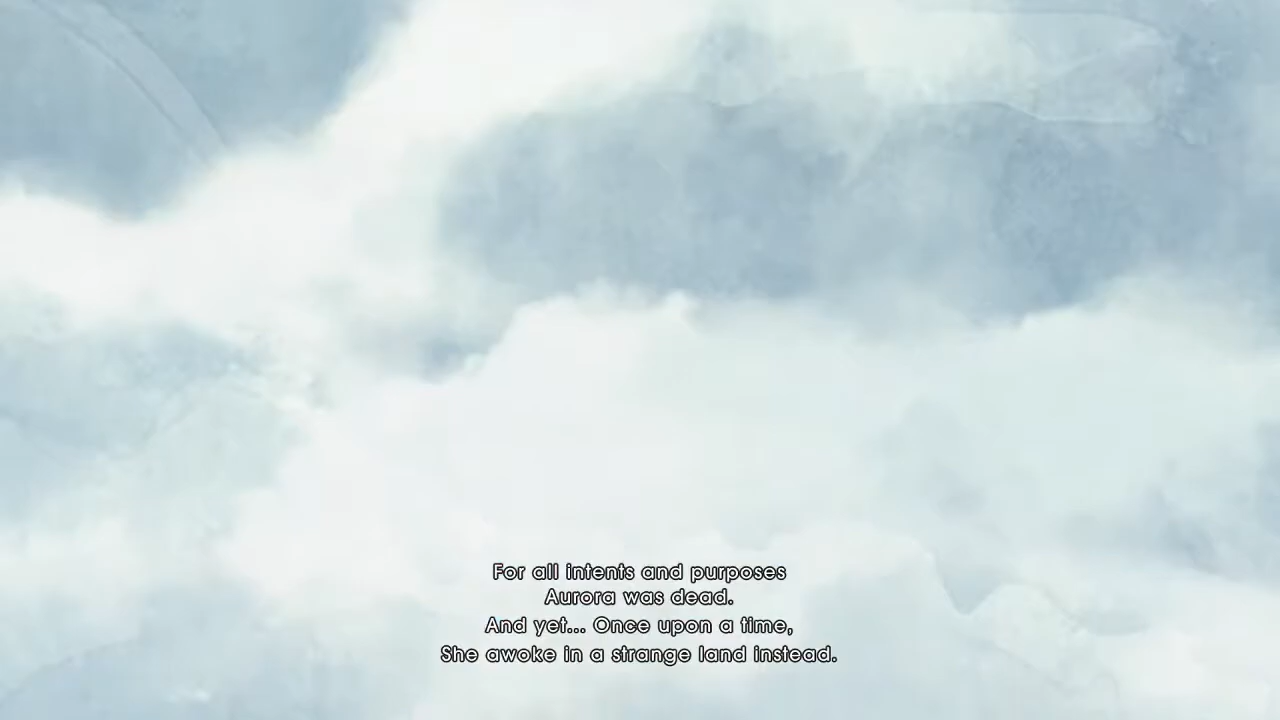 For all intents and purposes
Aurora was dead.
And yet... Once upon a time,
She awoke in a strange land instead.